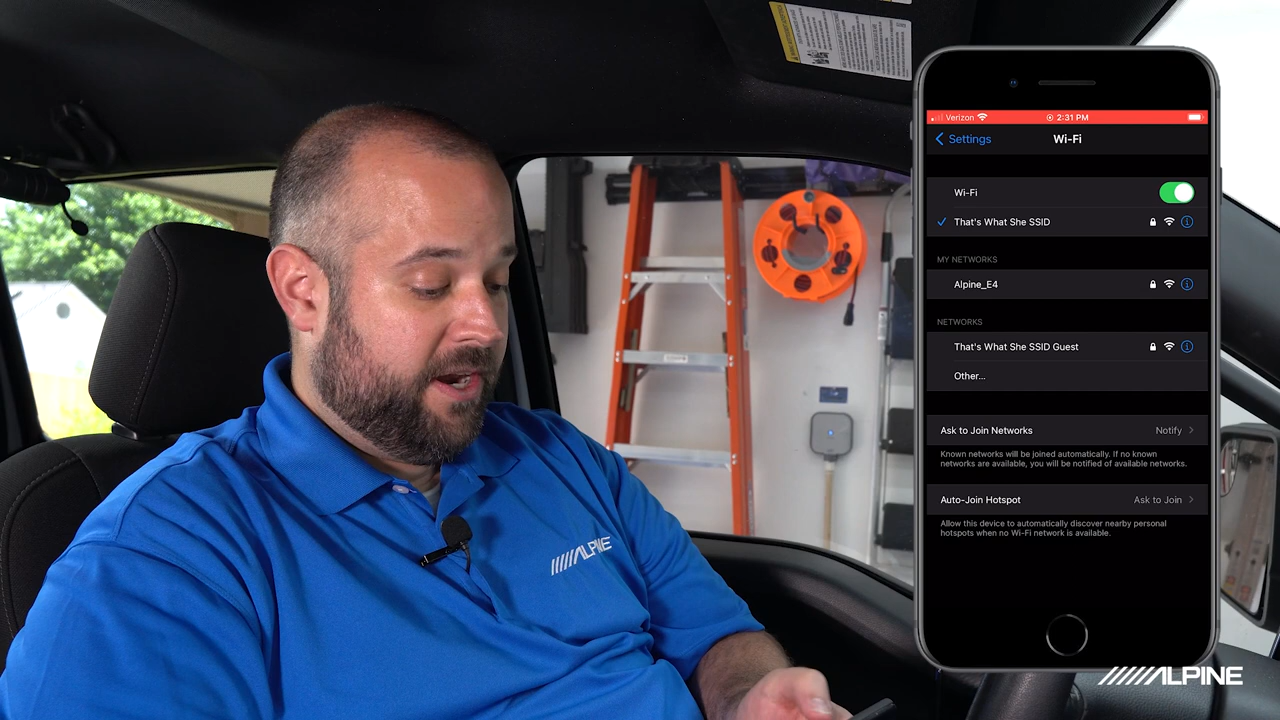 ALPINE
Verizon
2:31 PM
Settings
Wi-Fi
Wi-Fi
That's What She SSID
MY NETWORKS
Alpine_E4
NETWORKS
That's What She SSID Guest
Other...
Ask to Join Networks
Notify
Known networks will be joined automatically. If no known
networks are available, you will be notified of available networks.
Auto-Join Hotspot
Ask to Join
Allow this device to automatically discover nearby personal
hotspots when no Wi-Fi network is available.
ALPINE